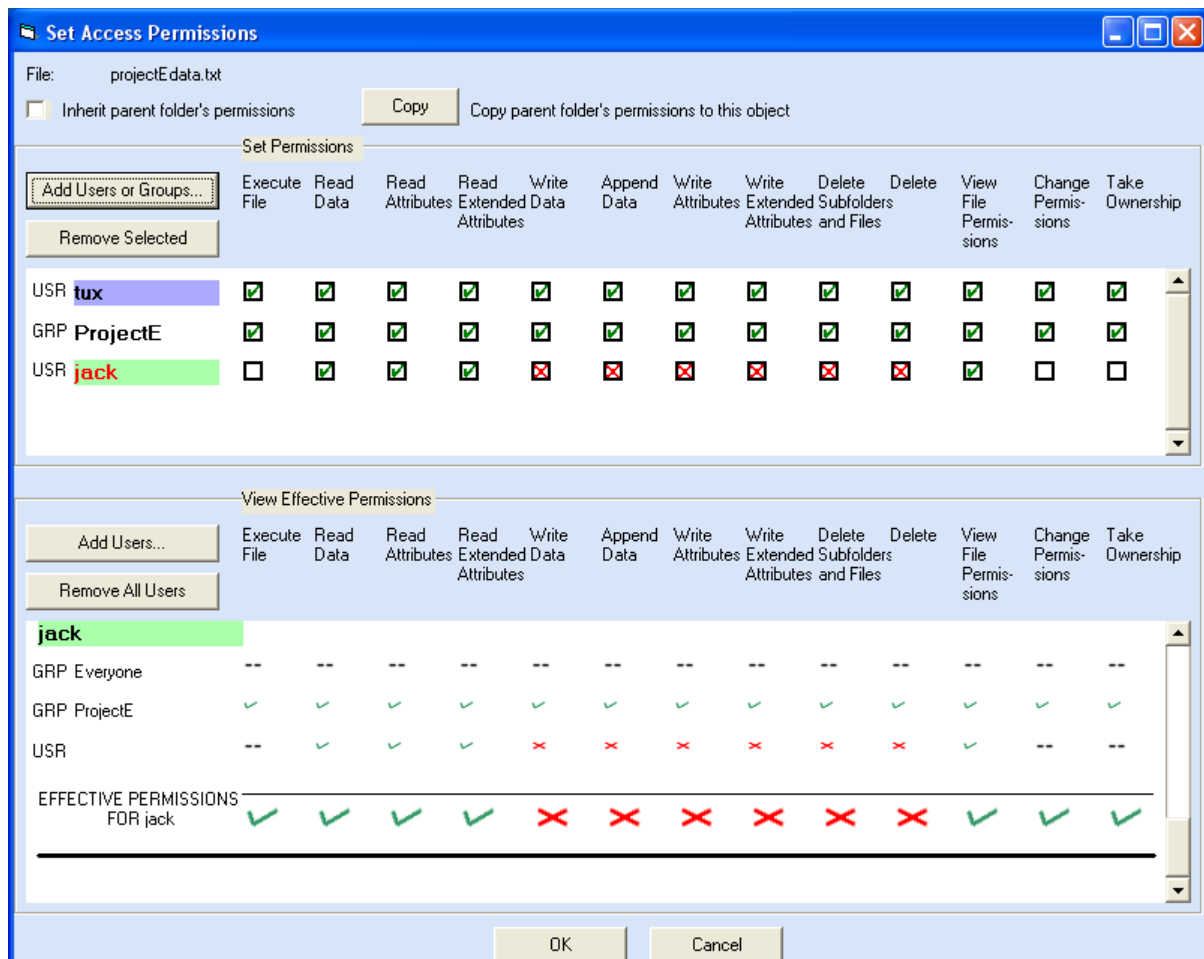 Set Access Permissions
File: projectEdata.txt
Inherit parent folder's permissions Copy Copy parent folder's permissions to this object
Set Permissions
Add Users or Groups...
Remove Selected
Execute File Read Data Read Attributes Read Extended Attributes Write Data Append Data Write Attributes Write Extended Attributes Delete Subfolders and Files Delete View File Permis-sions Change Permis-sions Take Ownership
USR tux
GRP ProjectE
USR jack
View Effective Permissions
Add Users...
Remove All Users
Execute File Read Data Read Attributes Read Extended Attributes Write Data Append Data Write Attributes Write Extended Attributes Delete Subfolders and Files Delete View File Permis-sions Change Permis-sions Take Ownership
jack
GRP Everyone -- -- -- -- -- -- -- -- -- -- -- -- --
GRP ProjectE
USR -- -- --
EFFECTIVE PERMISSIONS
FOR jack
OK Cancel